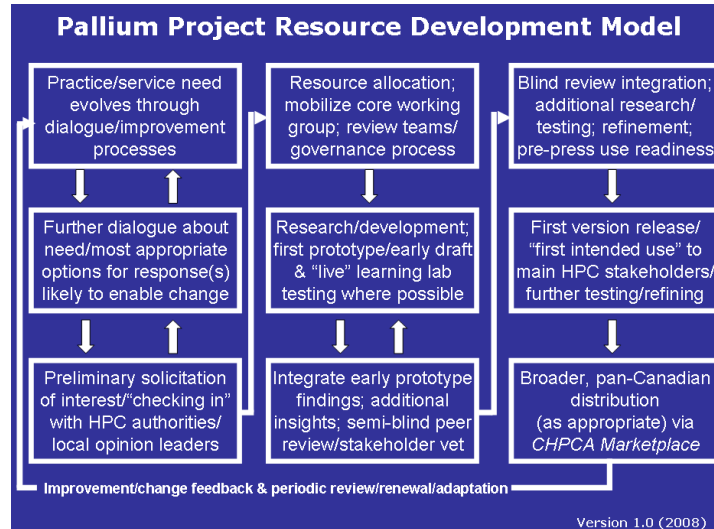 Pallium Project Resource Development Model
Practice/service need
evolves through
dialogue/improvement
processes
Further dialogue about
need/most appropriate
options for response(s)
likely to enable change
Preliminary solicitation
of interest/“checking in”
with HPC authorities/
local opinion leaders
Resource allocation;
mobilize core working
group; review teams/
governance process
Research/development;
first prototype/early draft
& “live” learning lab
testing where possible
Integrate early prototype
findings; additional
insights; semi-blind peer
review/stakeholder vet
Blind review integration;
additional research/
testing; refinement;
pre-press use readiness
First version release/
“first intended use” to
main HPC stakeholders/
further testing/refining
Broader, pan-Canadian
distribution
(as appropriate) via
CHPCA Marketplace
Improvement/change feedback & periodic review/renewal/adaptation
Version 1.0 (2008)